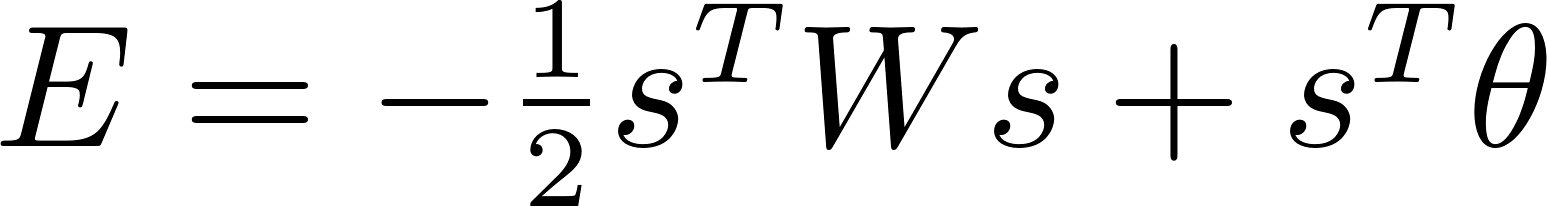 E = -\frac{1}{2} s^T W s + s^T \theta